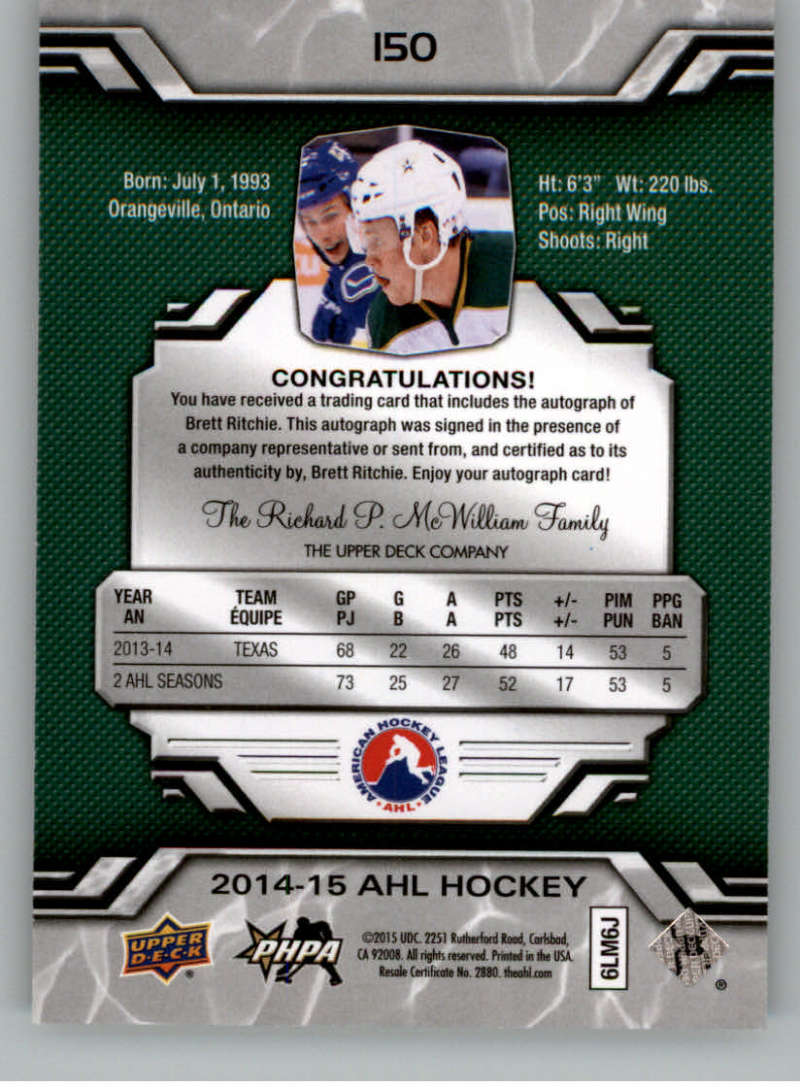 150
Born: July 1, 1993
Orangeville, Ontario
Ht: 6'3" Wt: 220 lbs.
Pos: Right Wing
Shoots: Right
CONGRATULATIONS!
You have received a trading card that includes the autograph of
Brett Ritchie. This autograph was signed in the presence of
a company representative or sent from, and certified as to its
authenticity by, Brett Ritchie. Enjoy your autograph card!
The Richard P. McWilliam Family
THE UPPER DECK COMPANY
YEAR TEAM GP G A PTS +/- PIM PPG
AN ÉQUIPE PJ B A PTS +/- PUN BAN
2013-14 TEXAS 68 22 26 48 14 53 5
2 AHL SEASONS 73 25 27 52 17 53 5
AMERICAN HOCKEY LEAGUE
• AHL •
2014-15 AHL HOCKEY
UPPER
D·E·C·K
®
PHPA
©2015 UDC. 2251 Rutherford Road, Carlsbad,
CA 92008. All rights reserved. Printed in the USA.
Resale Certificate No. 2880. theahl.com
6LM6J
®